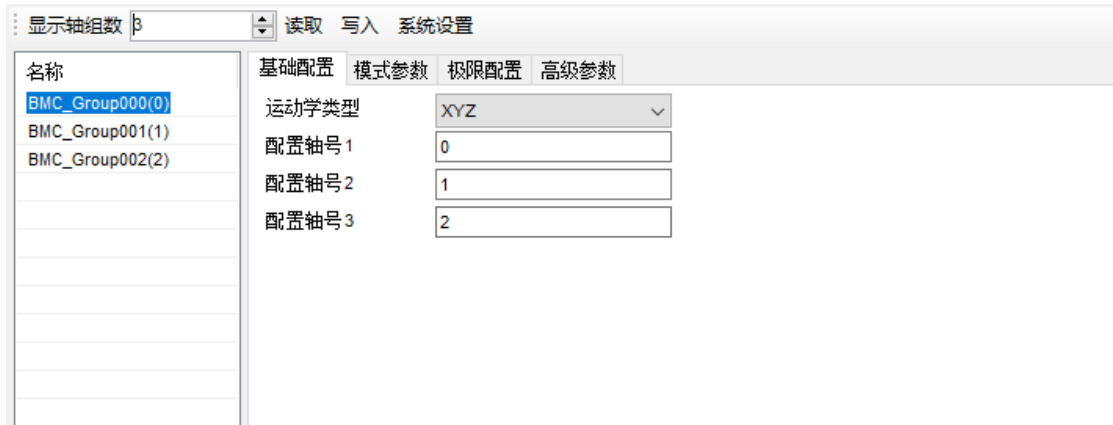 显示轴组数 3 读取 写入 系统设置
名称
BMC_Group000(0)
BMC_Group001(1)
BMC_Group002(2)
基础配置 模式参数 极限配置 高级参数
运动学类型 XYZ
配置轴号1 0
配置轴号2 1
配置轴号3 2